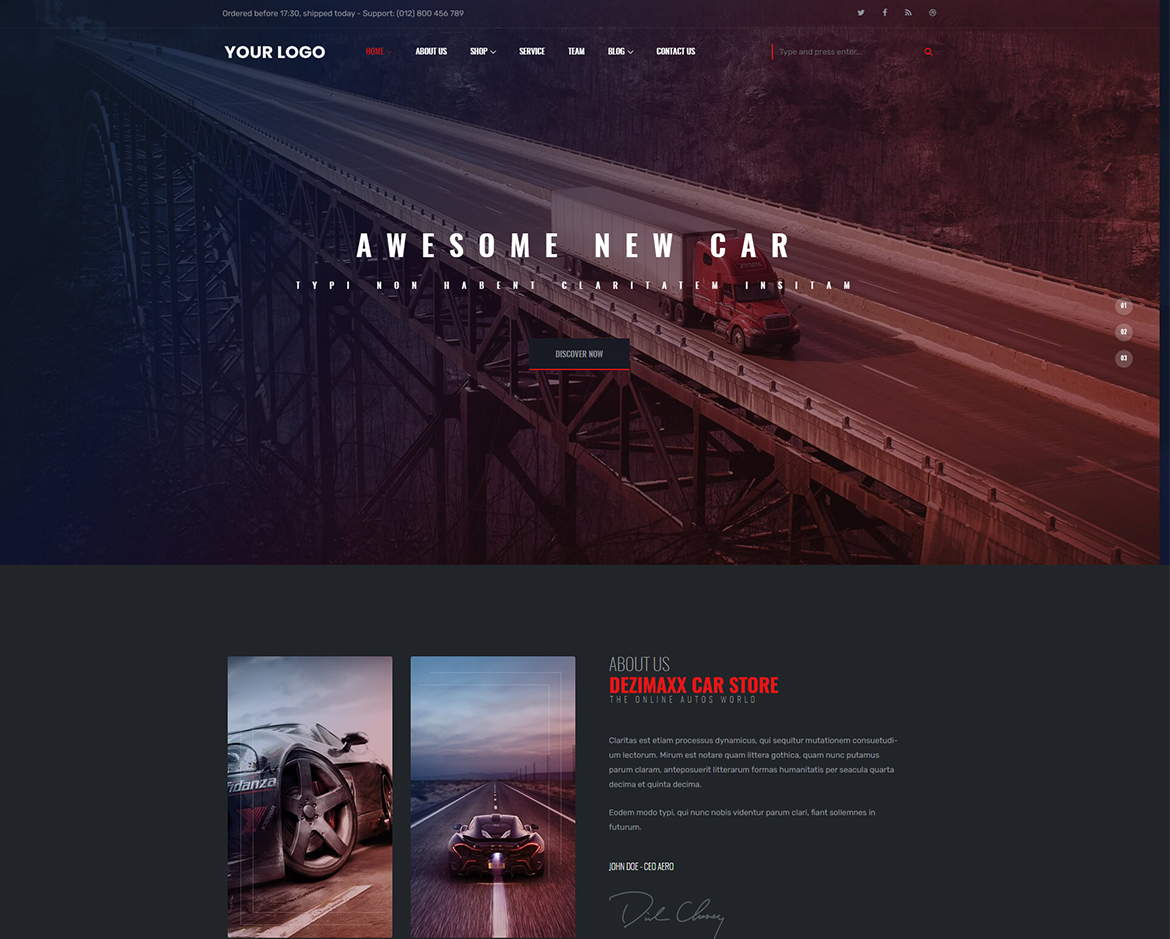 Ordered before 17:30, shipped today - Support: (012) 800 456 789
YOUR LOGO
HOME
ABOUT US
SHOP
SERVICE
TEAM
BLOG
CONTACT US
Type and press enter...
AWESOME NEW CAR
TYPI NON HABENT CLARITATEM INSITAM
DISCOVER NOW
01
02
03
fidanza
ABOUT US
DEZIMAXX CAR STORE
THE ONLINE AUTOS WORLD
Claritas est etiam processus dynamicus, qui sequitur mutationem consuetudi-
um lectorum. Mirum est notare quam littera gothica, quam nunc putamus
parum claram, anteposuerit litterarum formas humanitatis per seacula quarta
decima et quinta decima.
Eodem modo typi, qui nunc nobis videntur parum clari, fiant sollemnes in
futurum.
JOHN DOE - CEO AERO